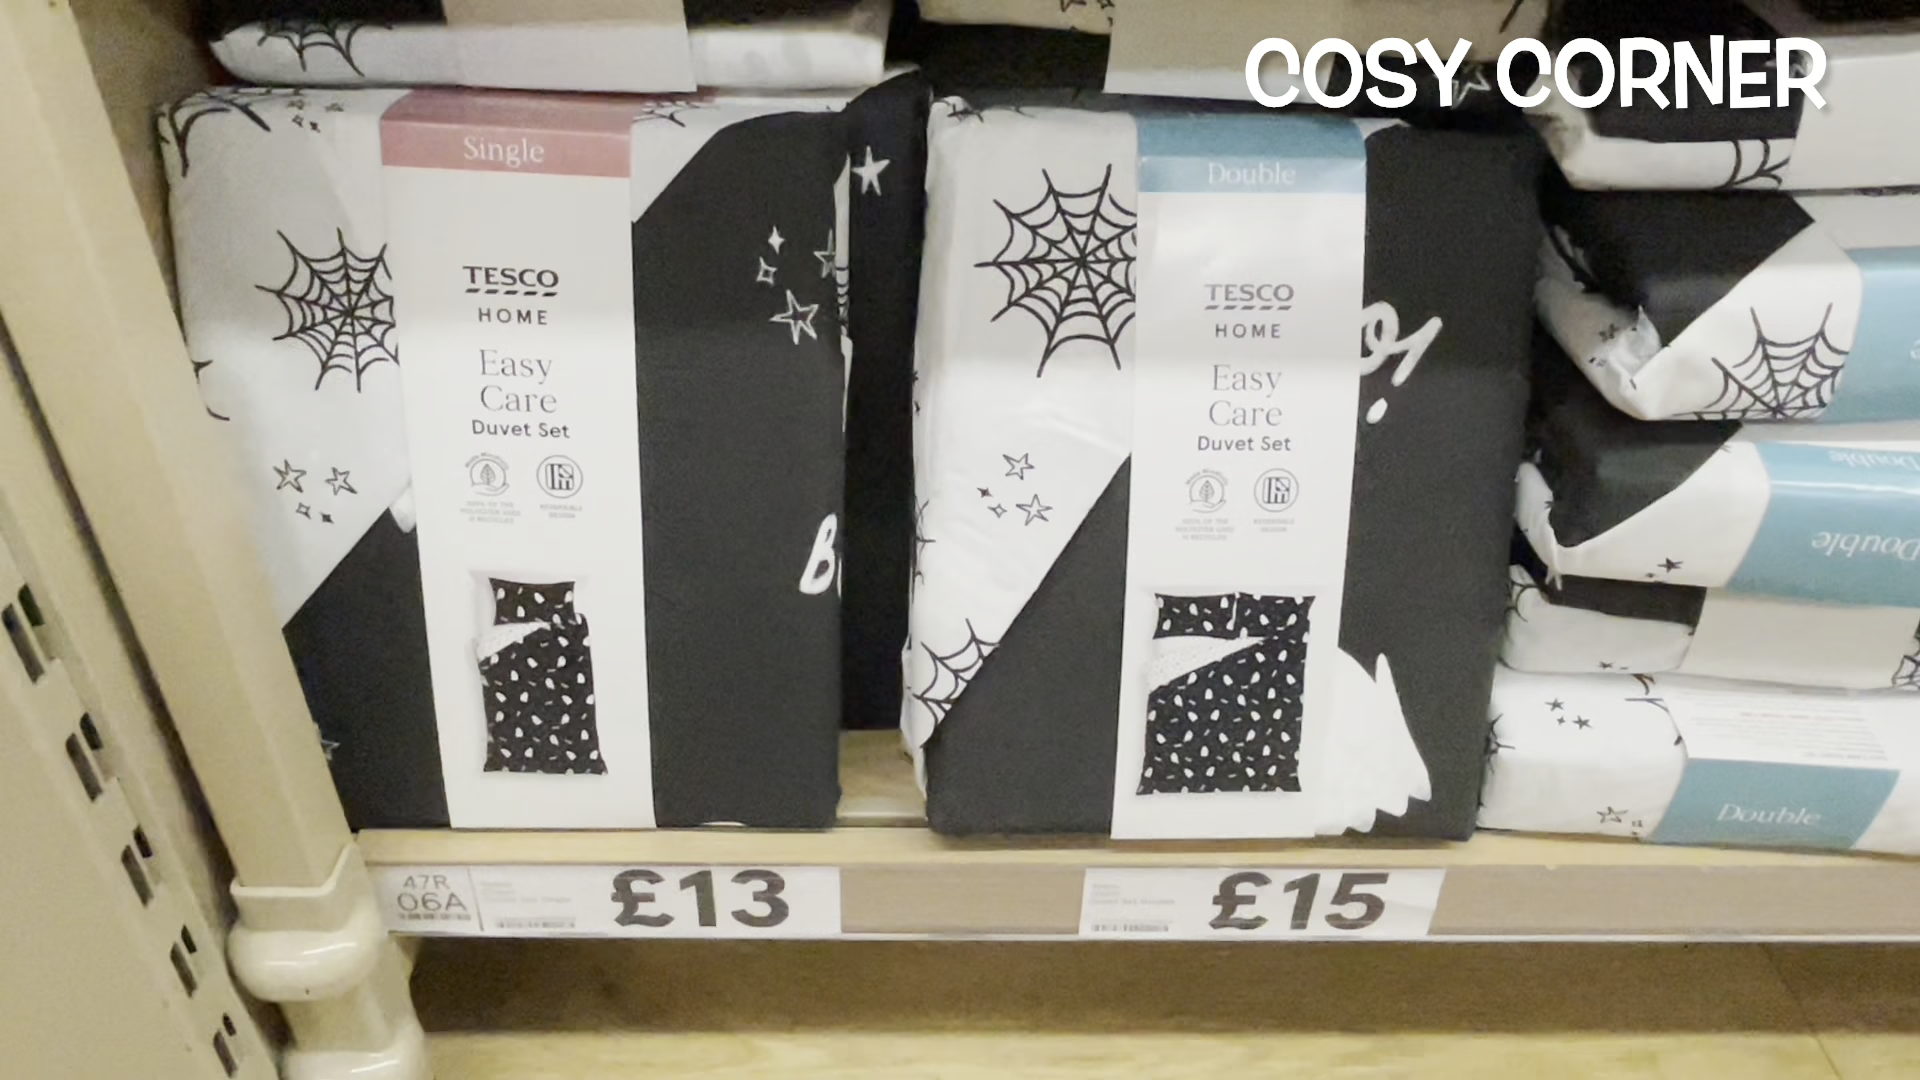 COSY CORNER
Single
TESCO
HOME
Easy
Care
Duvet Set
Double
TESCO
HOME
Easy
Care
Duvet Set
Double
Double
47R
06A
£13
£15